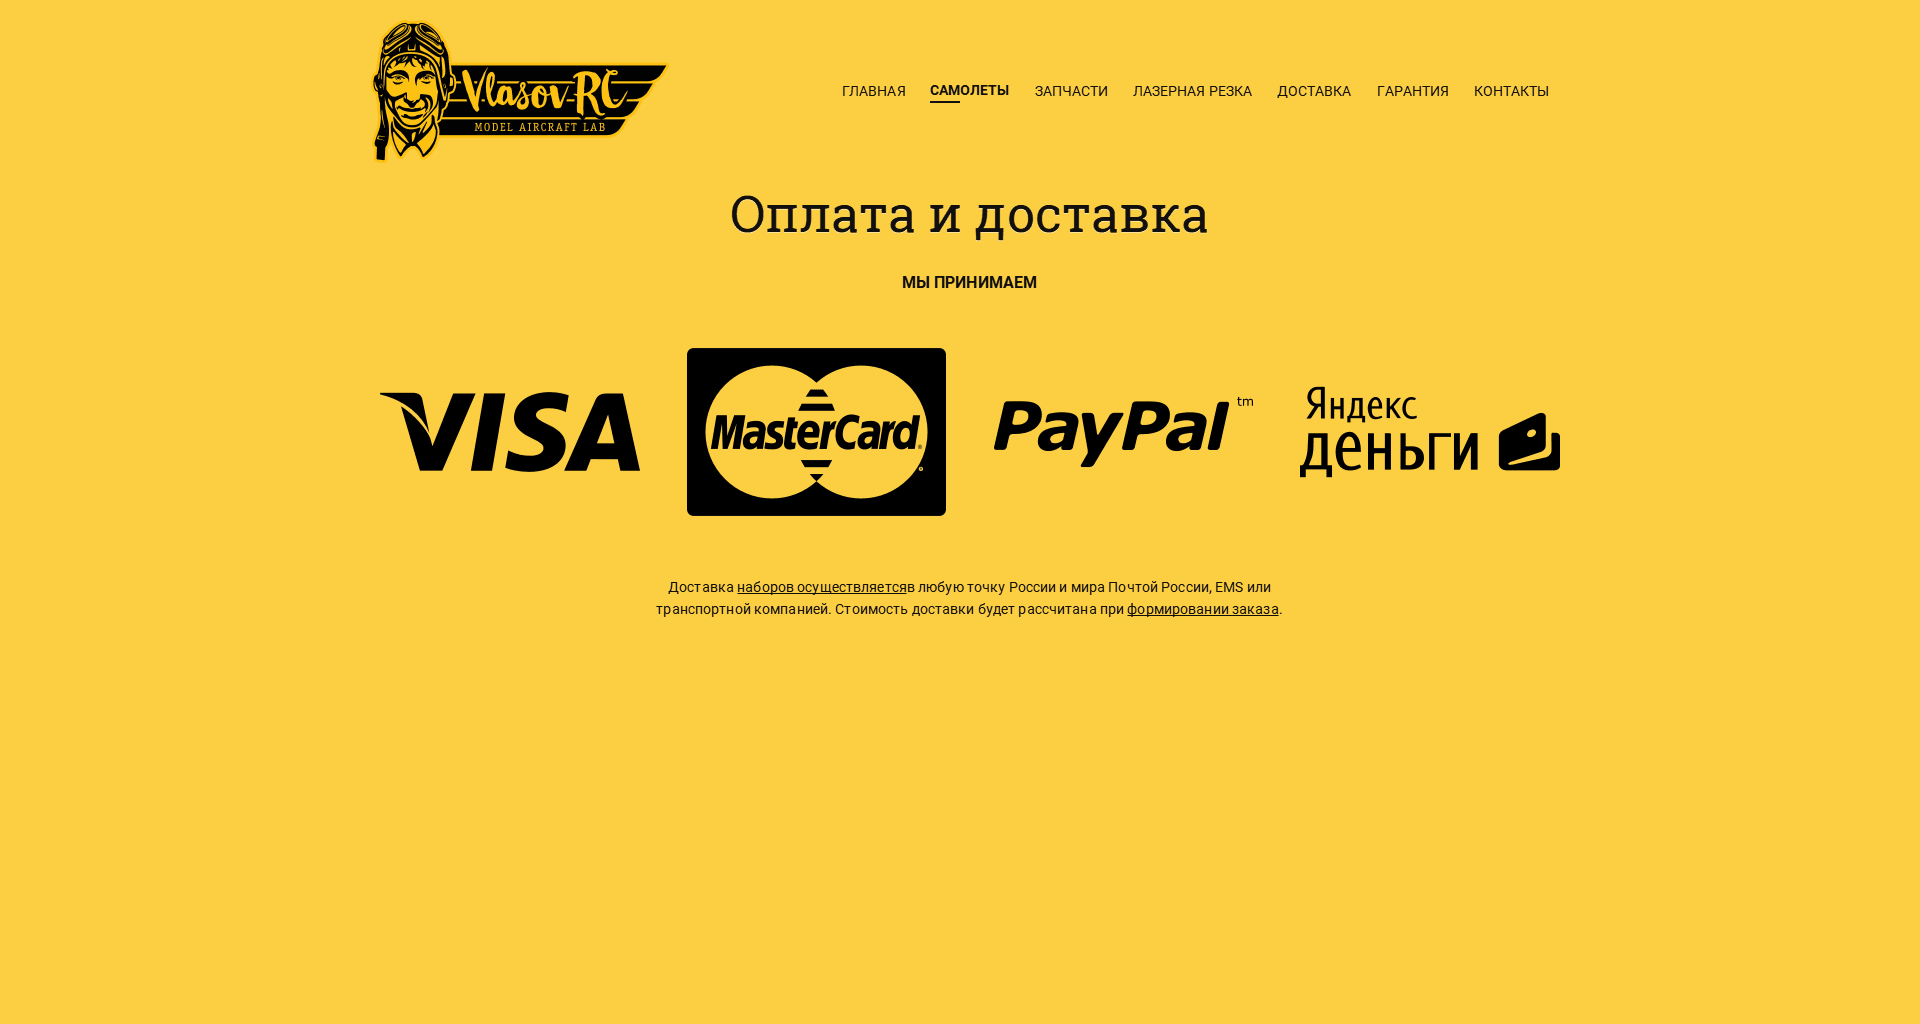 Vlasov RC
MODEL AIRCRAFT LAB
ГЛАВНАЯ САМОЛЕТЫ ЗАПЧАСТИ ЛАЗЕРНАЯ РЕЗКА ДОСТАВКА ГАРАНТИЯ КОНТАКТЫ
Оплата и доставка
МЫ ПРИНИМАЕМ
VISA
MasterCard®
PayPal tm
Яндекс
деньги
Доставка наборов осуществляетсяв любую точку России и мира Почтой России, EMS или
транспортной компанией. Стоимость доставки будет рассчитана при формировании заказа.